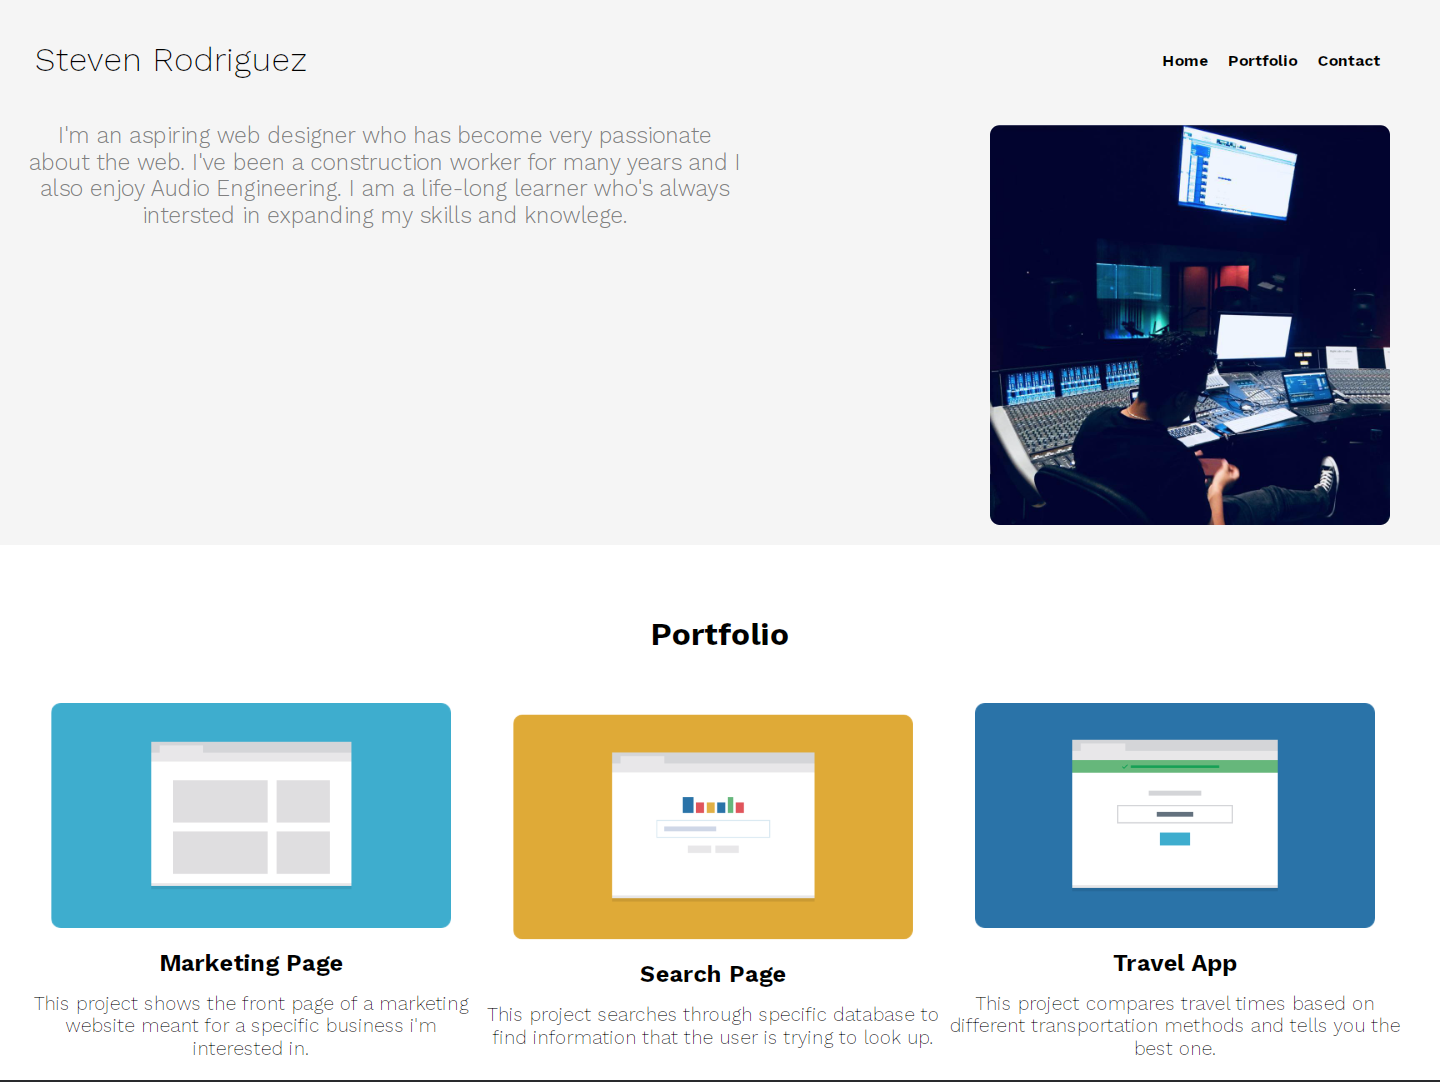 Steven Rodriguez
Home Portfolio Contact
I'm an aspiring web designer who has become very passionate
about the web. I've been a construction worker for many years and I
also enjoy Audio Engineering. I am a life-long learner who's always
intersted in expanding my skills and knowlege.
Portfolio
Marketing Page
This project shows the front page of a marketing
website meant for a specific business i'm
interested in.
Search Page
This project searches through specific database to
find information that the user is trying to look up.
Travel App
This project compares travel times based on
different transportation methods and tells you the
best one.